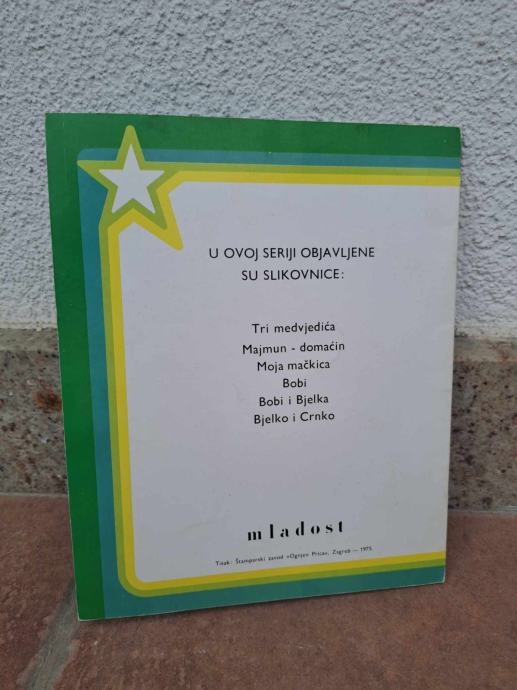 U OVOJ SERIJI OBJAVLJENE
SU SLIKOVNICE:
Tri medvjedića
Majmun - domaćin
Moja mačkica
Bobi
Bobi i Bjelka
Bjelko i Crnko
mladost
Tisak: Štamparski zavod »Ognjen Prica«, Zagreb — 1975.